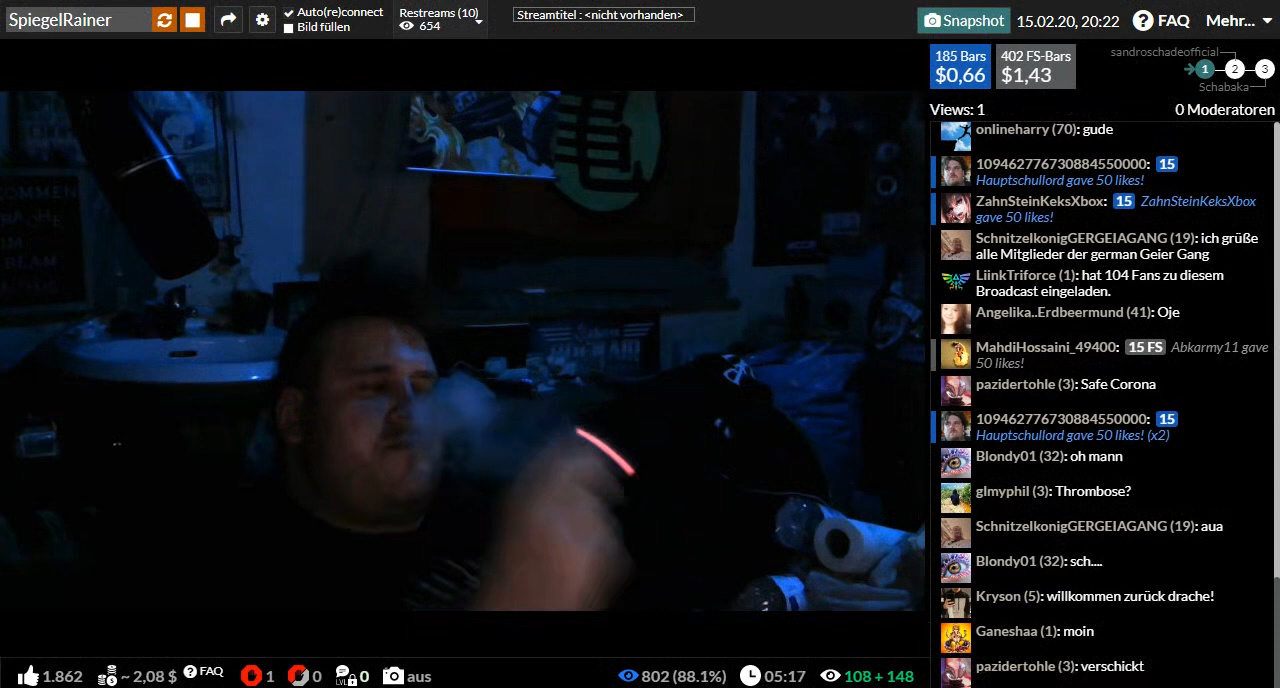 SpiegelRainer
Auto(re)connect
Bild füllen
Restreams (10)
654
Streamtitel : <nicht vorhanden>
Snapshot
15.02.20, 20:22
FAQ
Mehr...
185 Bars
$0,66
402 FS-Bars
$1,43
sandroschadeofficial
1 2 3
Schabaka
Views: 1
0 Moderatoren
onlineharry (70): gude
109462776730884550000: 15
Hauptschullord gave 50 likes!
ZahnSteinKeksXbox: 15 ZahnSteinKeksXbox
gave 50 likes!
SchnitzelkonigGERGEIAGANG (19): ich grüße
alle Mitglieder der german Geier Gang
LiinkTriforce (1): hat 104 Fans zu diesem
Broadcast eingeladen.
Angelika..Erdbeermund (41): Oje
MahdiHossaini_49400: 15 FS Abkarmy11 gave
50 likes!
pazidertohle (3): Safe Corona
109462776730884550000: 15
Hauptschullord gave 50 likes! (x2)
Blondy01 (32): oh mann
glmyphil (3): Thrombose?
SchnitzelkonigGERGEIAGANG (19): aua
Blondy01 (32): sch....
Kryson (5): willkommen zurück drache!
Ganeshaa (1): moin
pazidertohle (3): verschickt
1.862
~ 2,08 $
FAQ
1
0
LVL
0
aus
802 (88.1%)
05:17
108 + 148